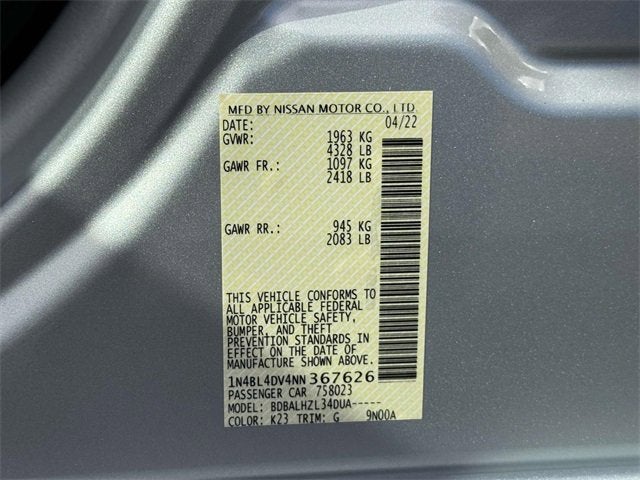 MFD BY NISSAN MOTOR CO., LTD.
DATE: 04/22
GVWR: 1963 KG
4328 LB
GAWR FR.: 1097 KG
2418 LB
GAWR RR.: 945 KG
2083 LB
THIS VEHICLE CONFORMS TO
ALL APPLICABLE FEDERAL
MOTOR VEHICLE SAFETY,
BUMPER, AND THEFT
PREVENTION STANDARDS
IN EFFECT ON THE DATE OF
MANUFACTURE SHOWN ABOVE.
1N4BL4DV4NN367626
PASSENGER CAR 758023
MODEL: BDBALHZL34DUA-----
COLOR: K23 TRIM: G 9N00A